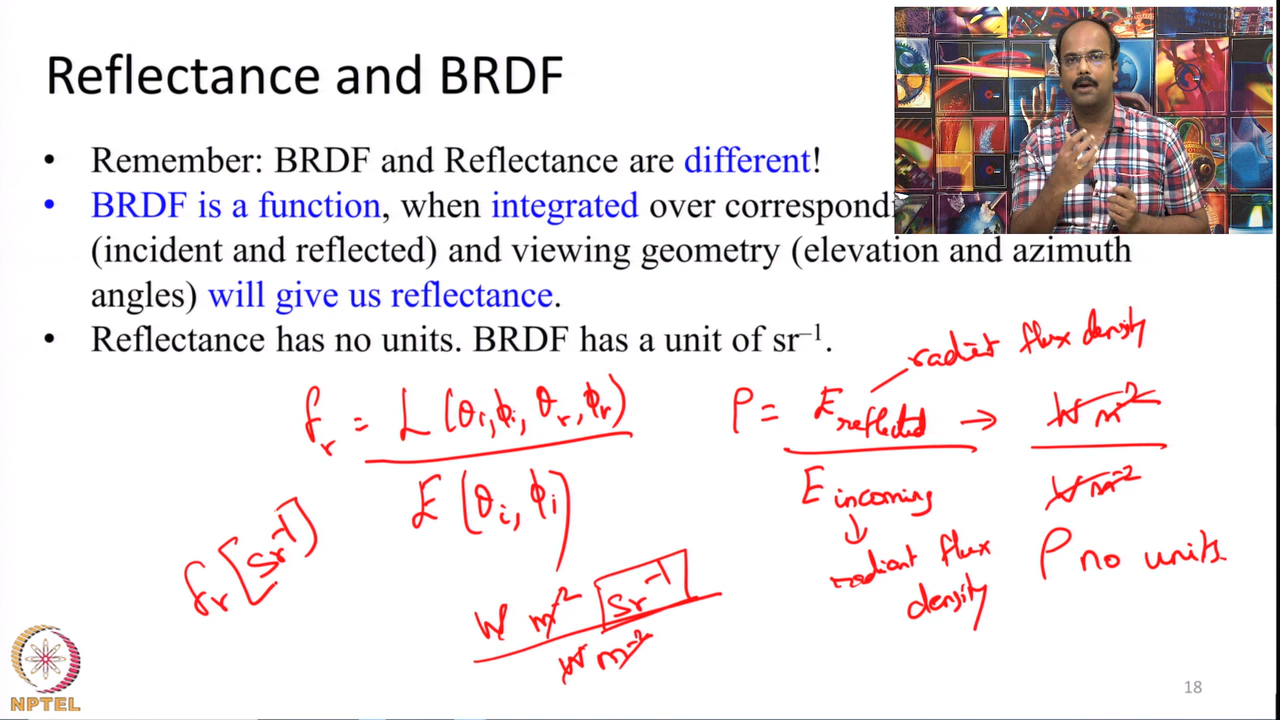 Reflectance and BRDF
• Remember: BRDF and Reflectance are different!
• BRDF is a function, when integrated over
(incident and reflected) and viewing geometry (elevation and azimuth
angles) will give us reflectance.
• Reflectance has no units. BRDF has a unit of sr⁻¹.
fr = L (θi, ϕi, θr, ϕr)
E (θi, ϕi)
fr [Sr⁻¹]
W m⁻² Sr⁻¹
W m⁻²
radiant flux density
ρ = E reflected → W m⁻²
E incoming W m⁻²
↓
radiant flux
density
ρ no units
NPTEL
18